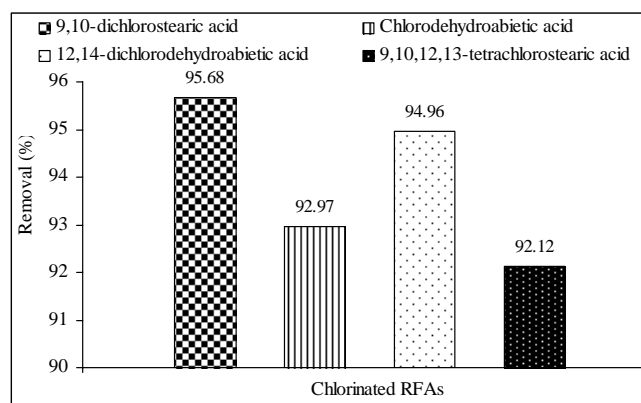 9,10-dichlorostearic acid Chlorodehydroabietic acid
12,14-dichlorodehydroabietic acid 9,10,12,13-tetrachlorostearic acid
96
95
94
93
92
91
90
Removal (%)
95.68
92.97
94.96
92.12
Chlorinated RFAs